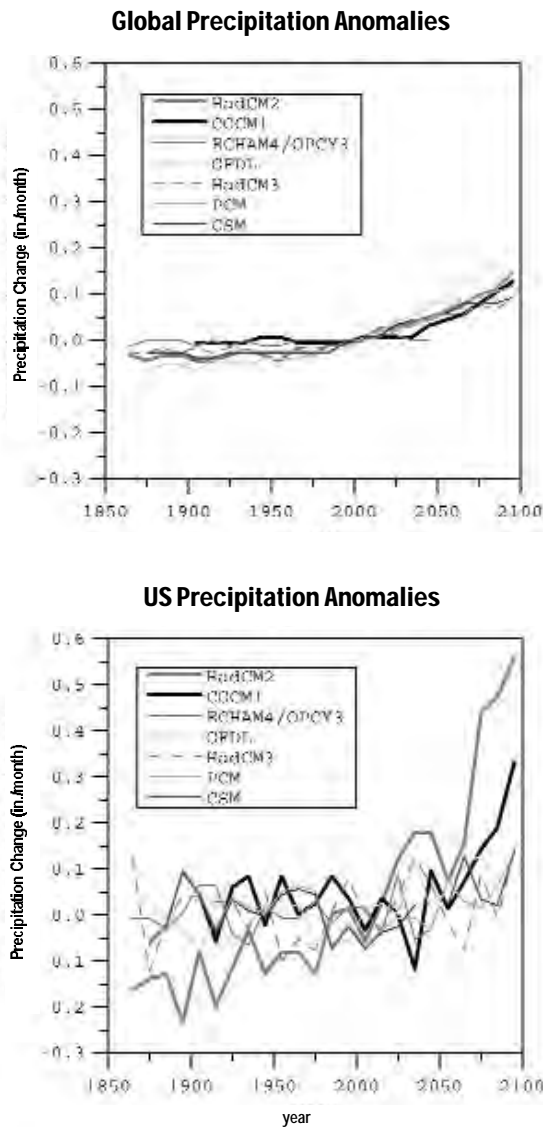 Global Precipitation Anomalies
Precipitation Change (in./month)
0.6
0.5
0.4
0.3
0.2
0.1
0.0
-0.1
-0.2
-0.3
HadCM2
CGCM1
ECHAM4/OPCY3
GFDL
HadCM3
PCM
CSM
1850 1900 1950 2000 2050 2100
US Precipitation Anomalies
Precipitation Change (in./month)
0.6
0.5
0.4
0.3
0.2
0.1
0.0
0.1
0.2
-0.3
HadCM2
CGCM1
ECHAM4/OPCY3
GFDL
HadCM3
PCM
CSM
1850 1900 1950 2000 2050 2100
year